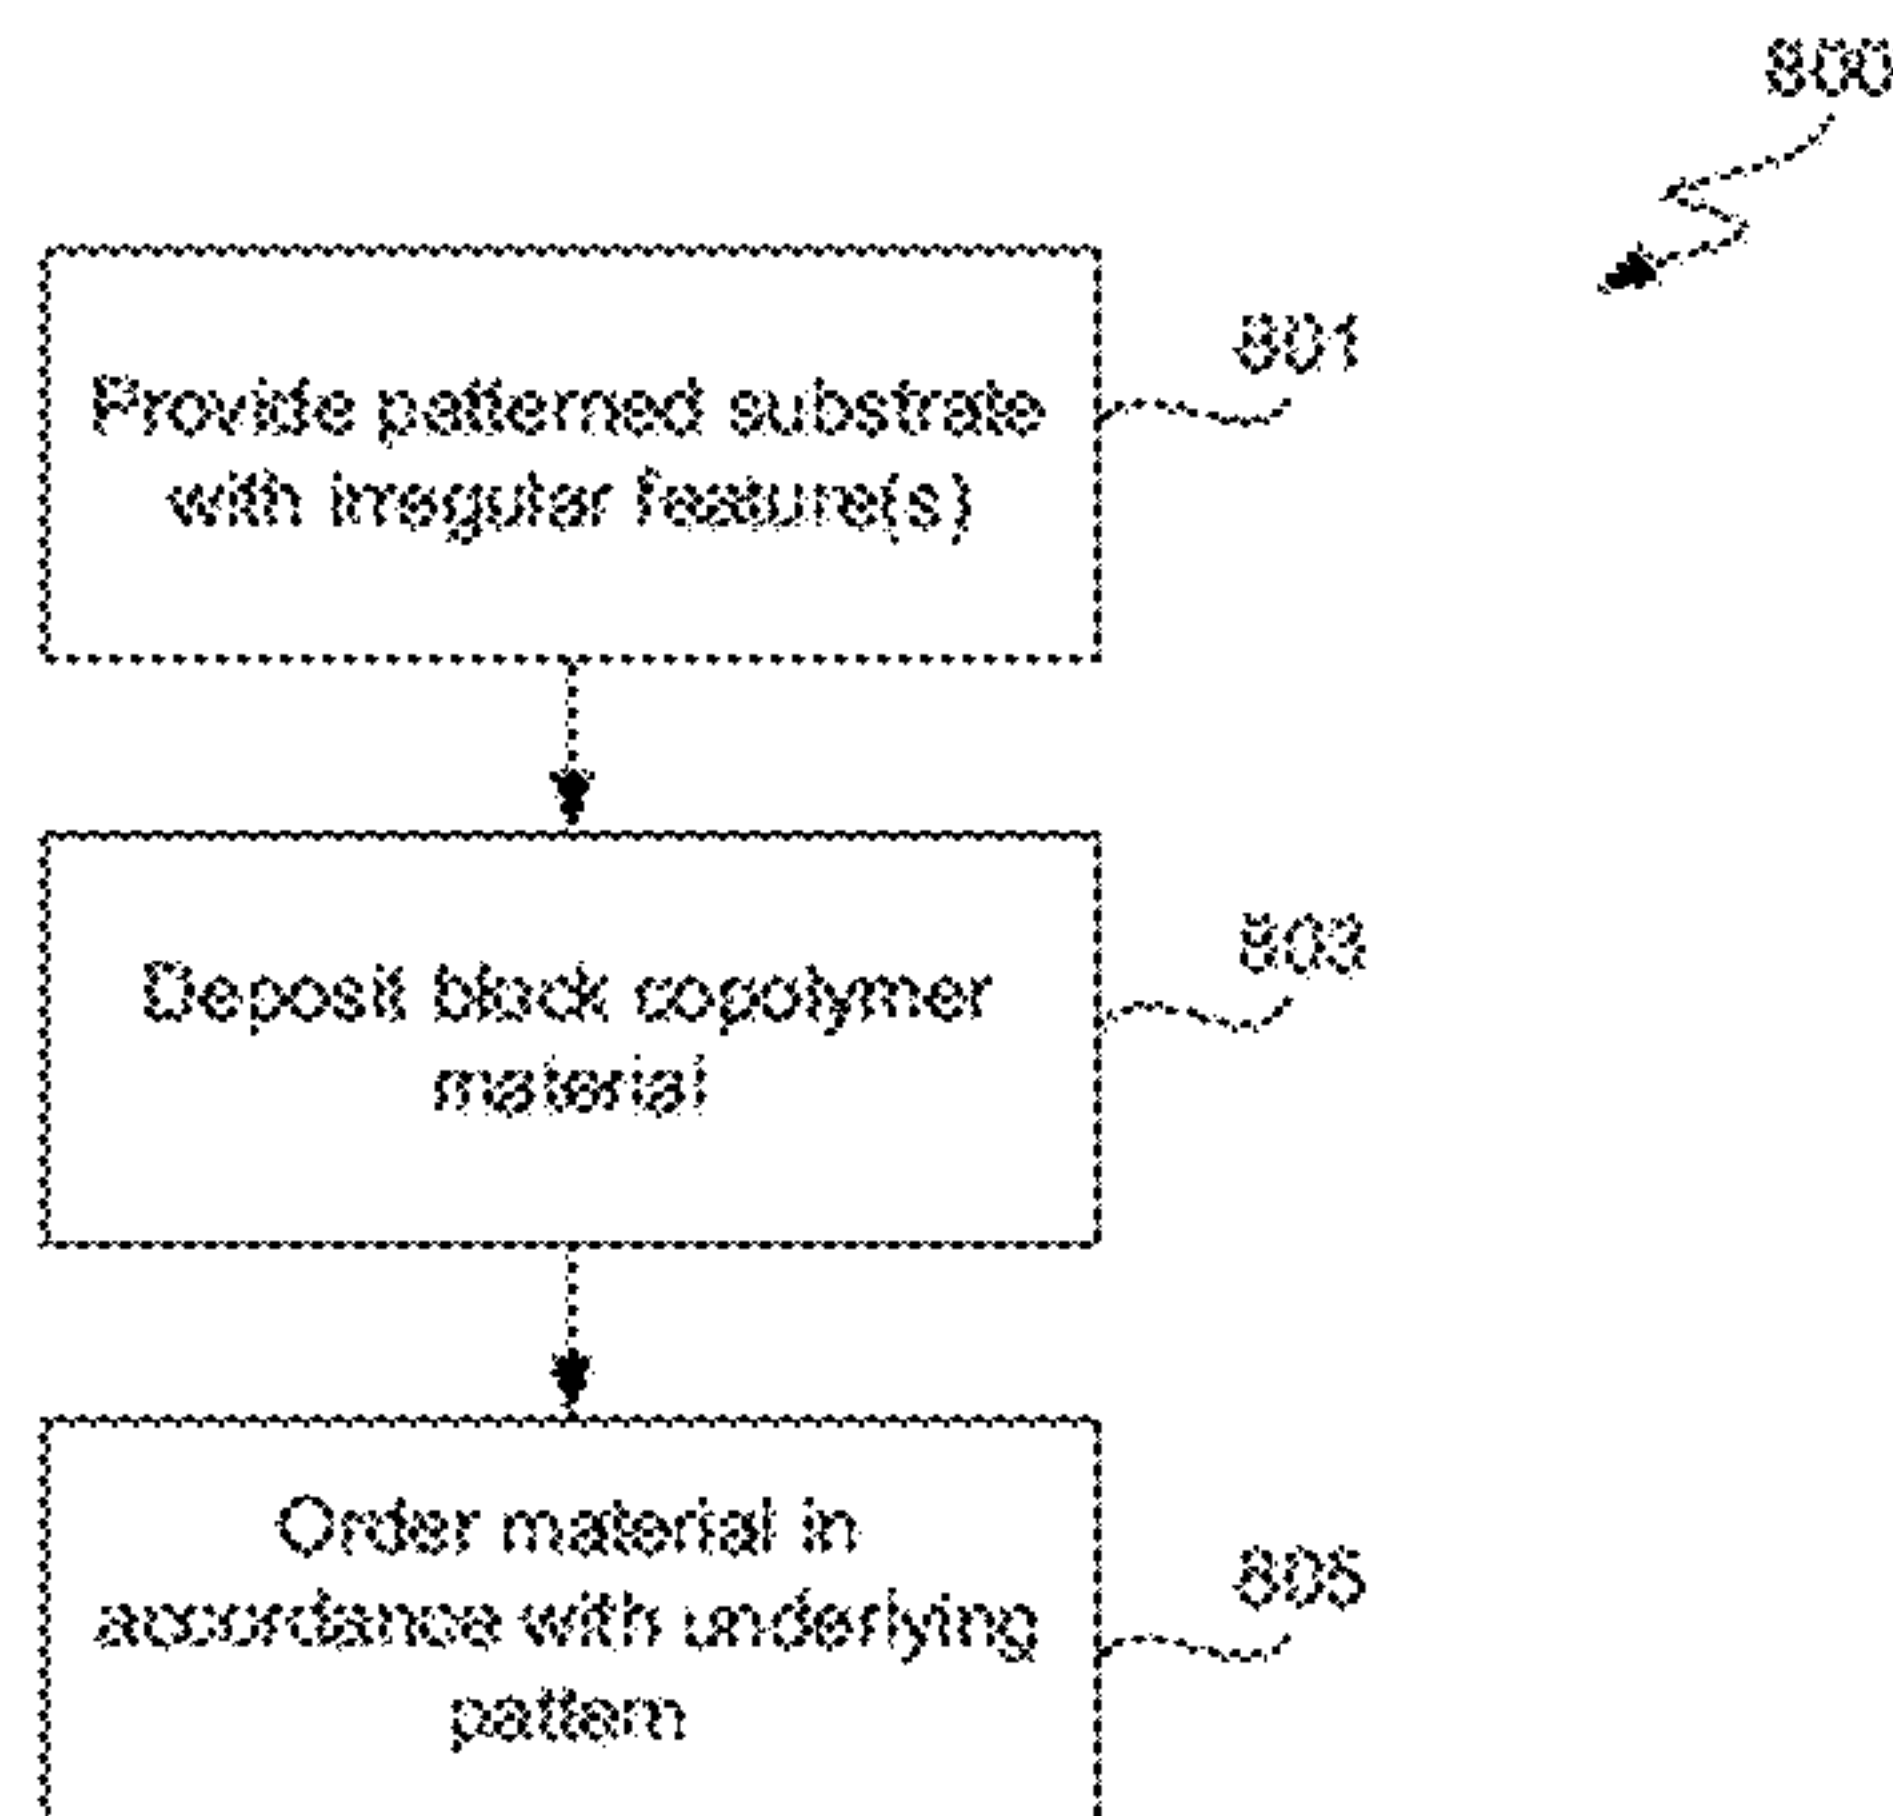 800
801
Provide patterned substrate
with irregular feature(s)
803
Deposit block copolymer
material
Order material in
805
accordance with underlying
pattern